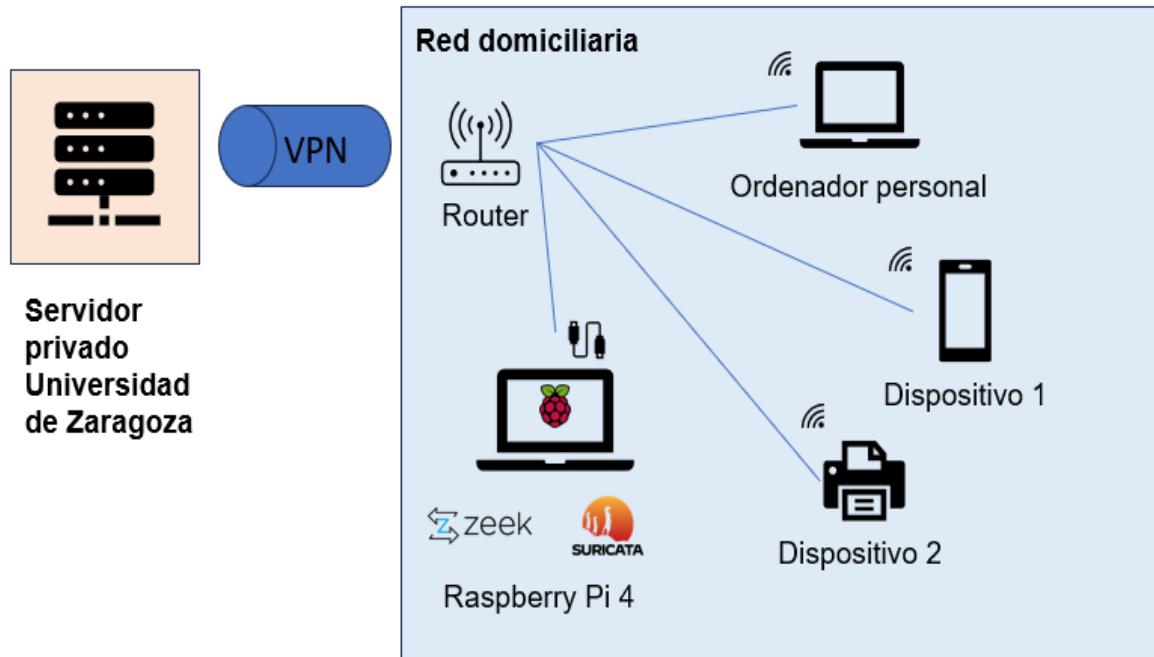 Red domiciliaria
VPN
Router
Ordenador personal
Servidor
privado
Universidad
de Zaragoza
Dispositivo 1
zeek
SURICATA
Dispositivo 2
Raspberry Pi 4